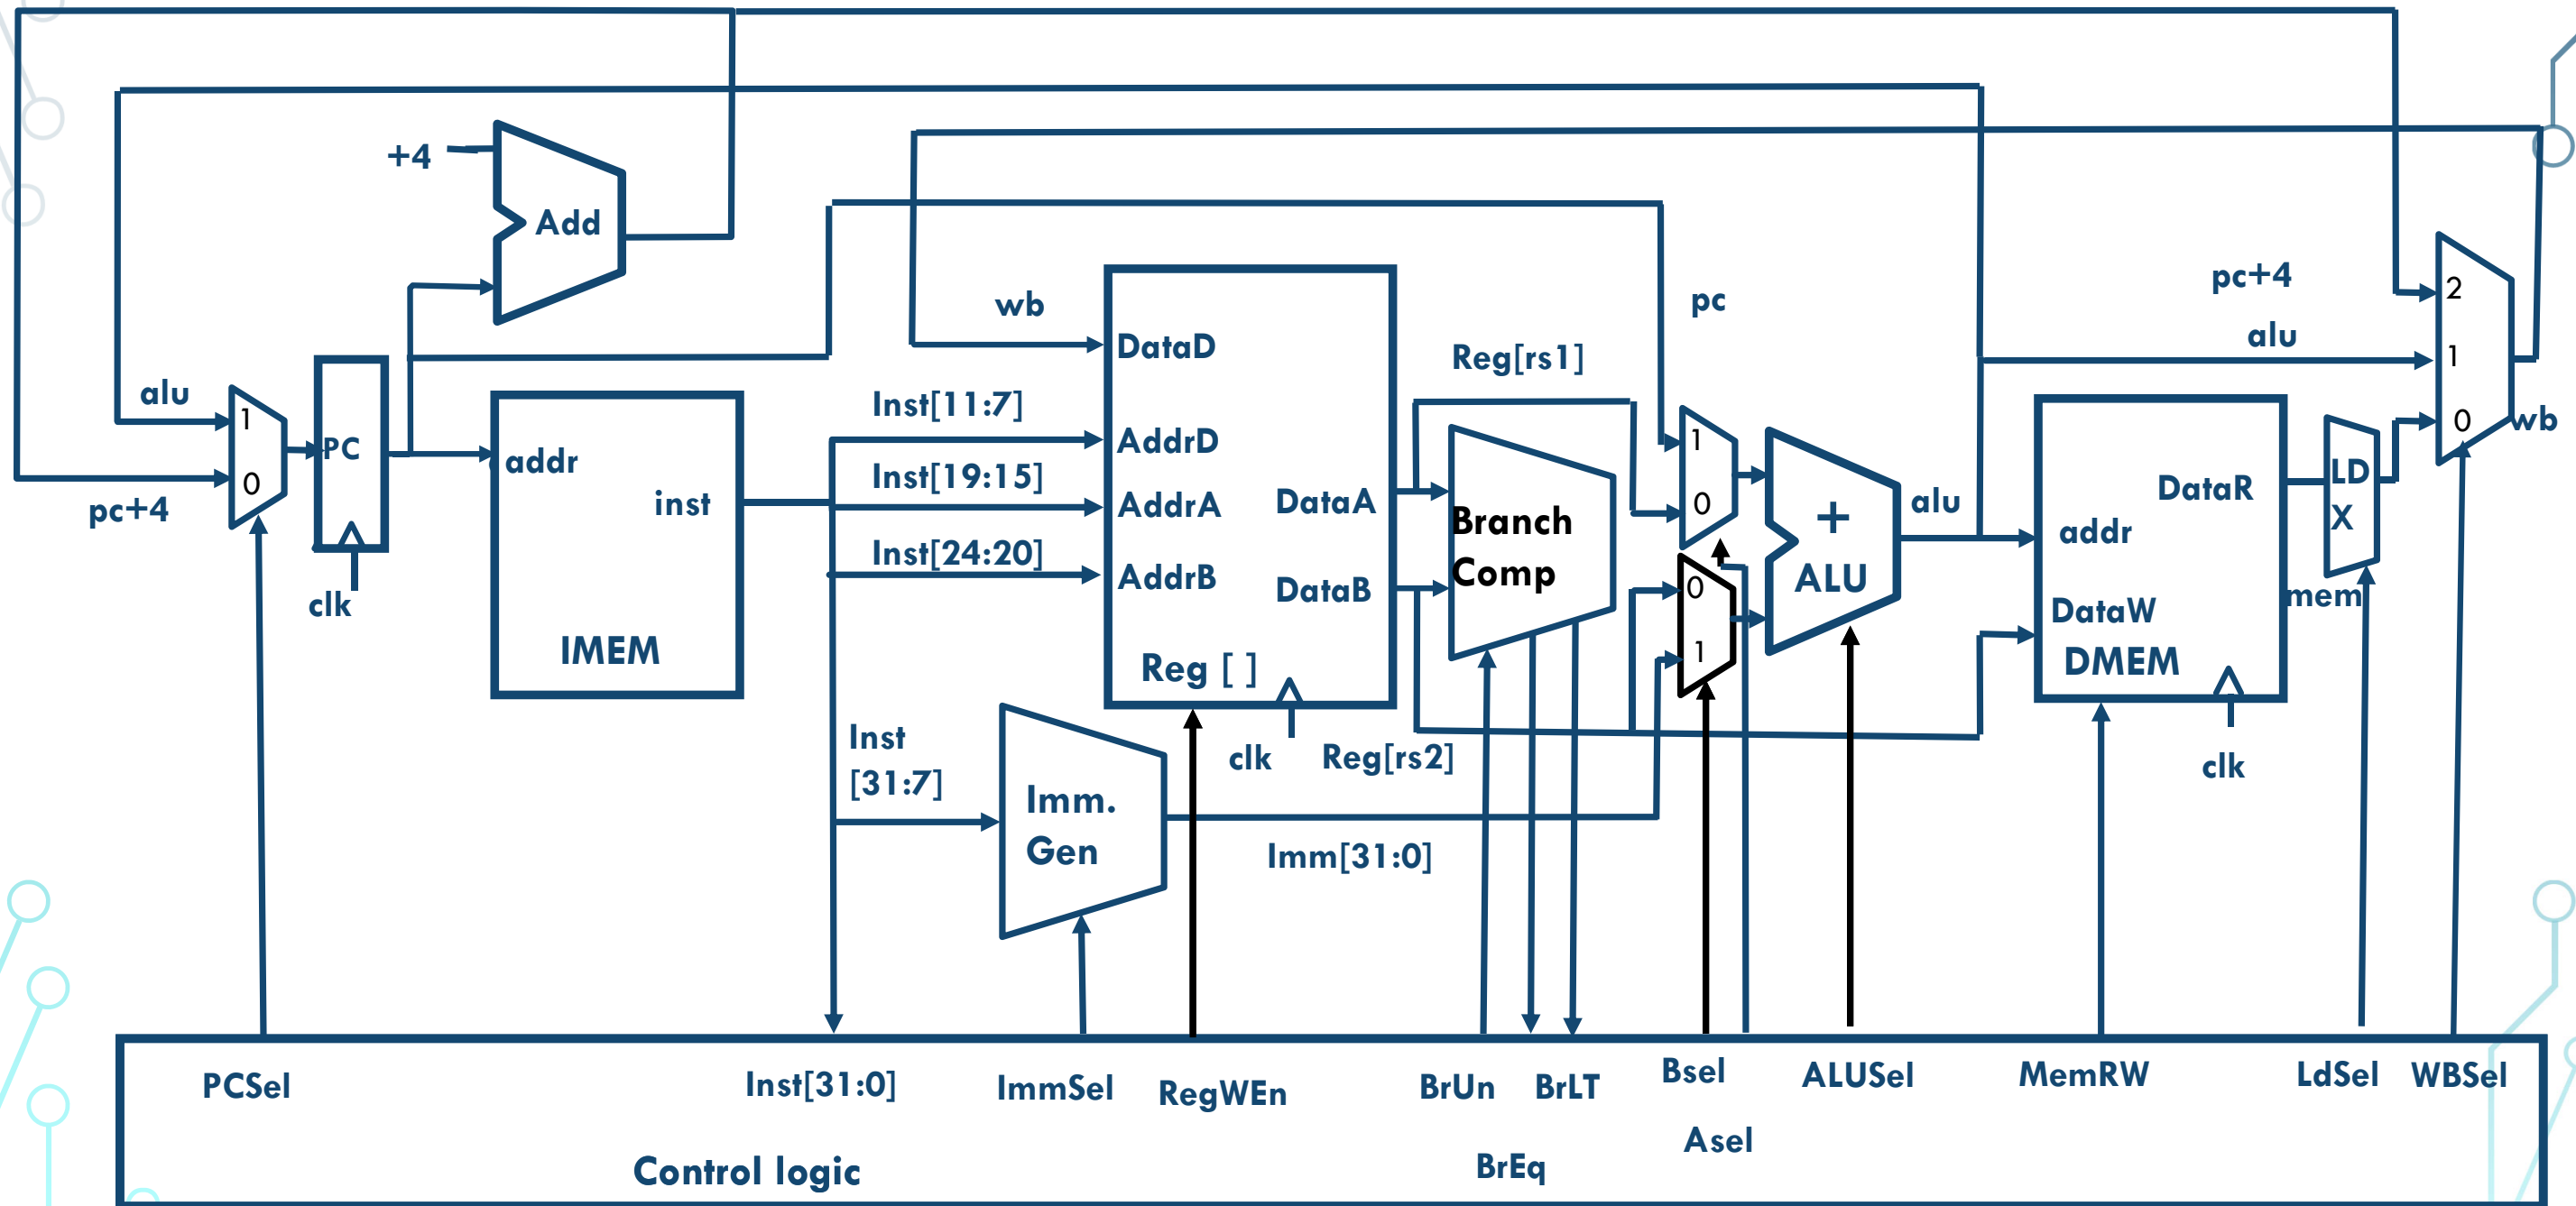 +4
Add
pc+4
2
wb
pc
alu
DataD
Reg[rs1]
1
alu
1
Inst[11:7]
0
wb
PC
addr
AddrD
1
Inst[19:15]
LD
X
0
DataR
pc+4
inst
AddrA
DataA
0
alu
Branch
Comp
+
ALU
addr
Inst[24:20]
AddrB
DataB
0
mem
clk
DataW
IMEM
Reg [ ]
1
DMEM
Inst
[31:7]
clk
Reg[rs2]
clk
Imm.
Gen
Imm[31:0]
PCSel
Inst[31:0]
ImmSel
RegWEn
BrUn
BrLT
Bsel
ALUSel
MemRW
LdSel
WBSel
Asel
BrEq
Control logic